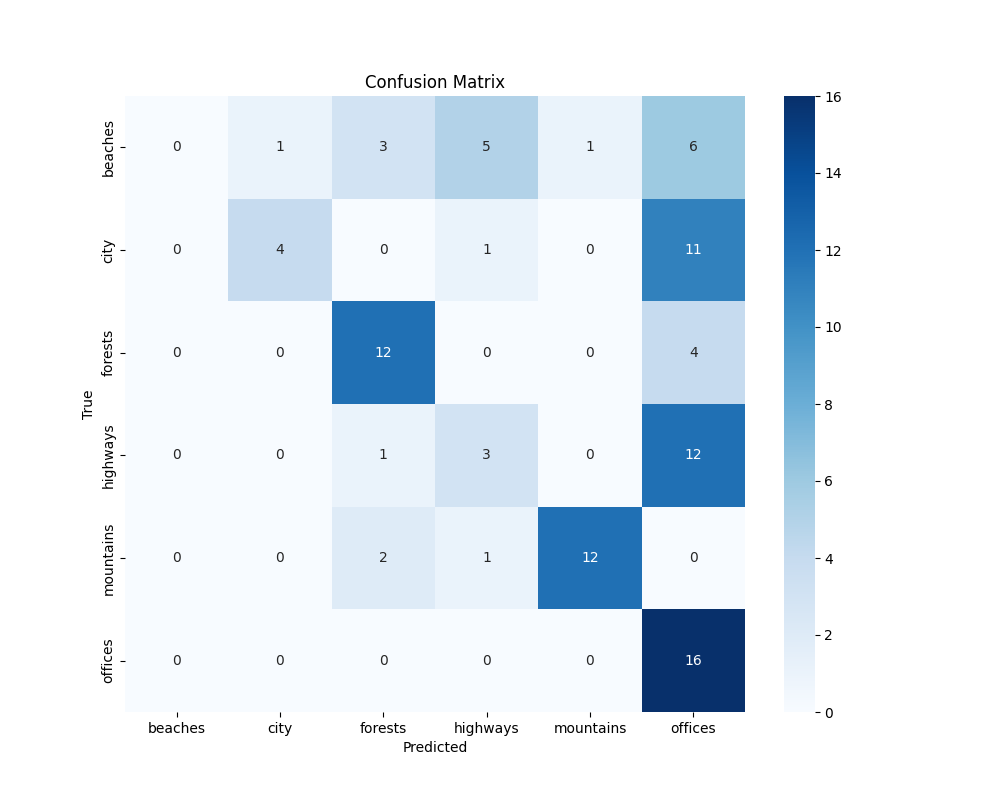 Confusion Matrix
beaches 0 1 3 5 1 6
city 0 4 0 1 0 11
forests 0 0 12 0 0 4
highways 0 0 1 3 0 12
mountains 0 0 2 1 12 0
offices 0 0 0 0 0 16
beaches city forests highways mountains offices
Predicted
True
16
14
12
10
8
6
4
2
0